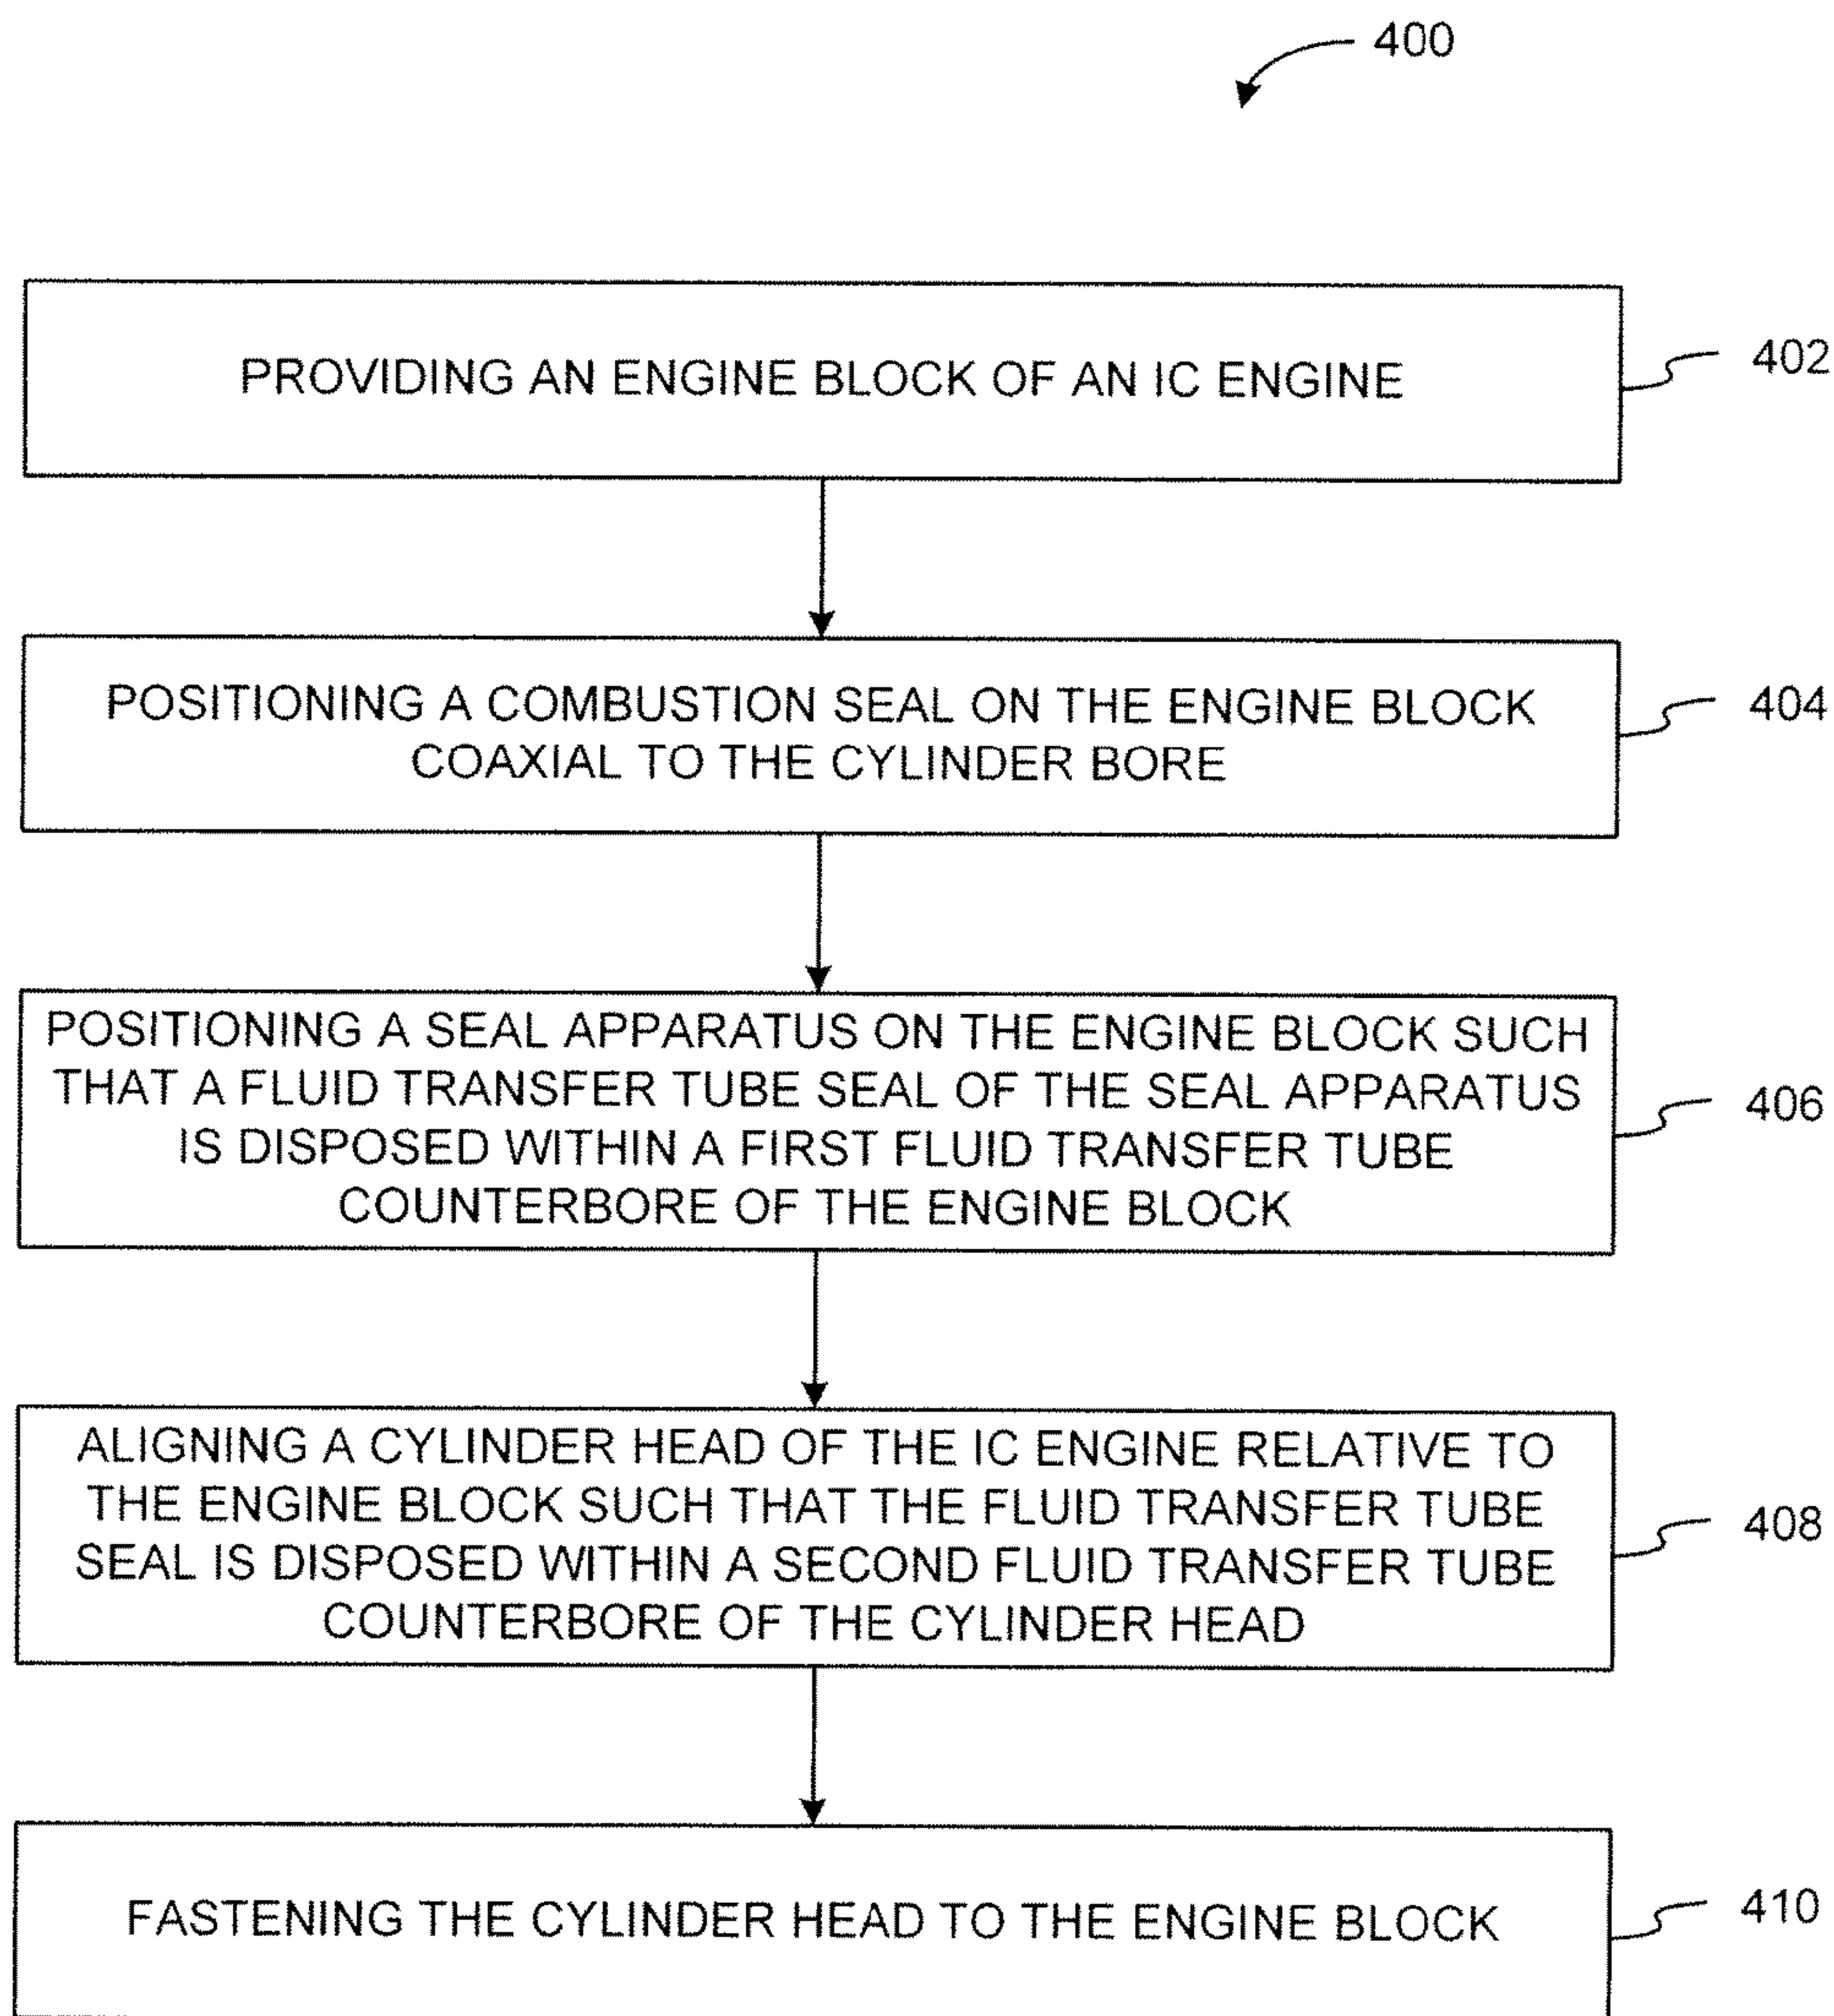 400
PROVIDING AN ENGINE BLOCK OF AN IC ENGINE
402
POSITIONING A COMBUSTION SEAL ON THE ENGINE BLOCK
COAXIAL TO THE CYLINDER BORE
404
POSITIONING A SEAL APPARATUS ON THE ENGINE BLOCK SUCH
THAT A FLUID TRANSFER TUBE SEAL OF THE SEAL APPARATUS
IS DISPOSED WITHIN A FIRST FLUID TRANSFER TUBE
COUNTERBORE OF THE ENGINE BLOCK
406
ALIGNING A CYLINDER HEAD OF THE IC ENGINE RELATIVE TO
THE ENGINE BLOCK SUCH THAT THE FLUID TRANSFER TUBE
SEAL IS DISPOSED WITHIN A SECOND FLUID TRANSFER TUBE
COUNTERBORE OF THE CYLINDER HEAD
408
FASTENING THE CYLINDER HEAD TO THE ENGINE BLOCK
410